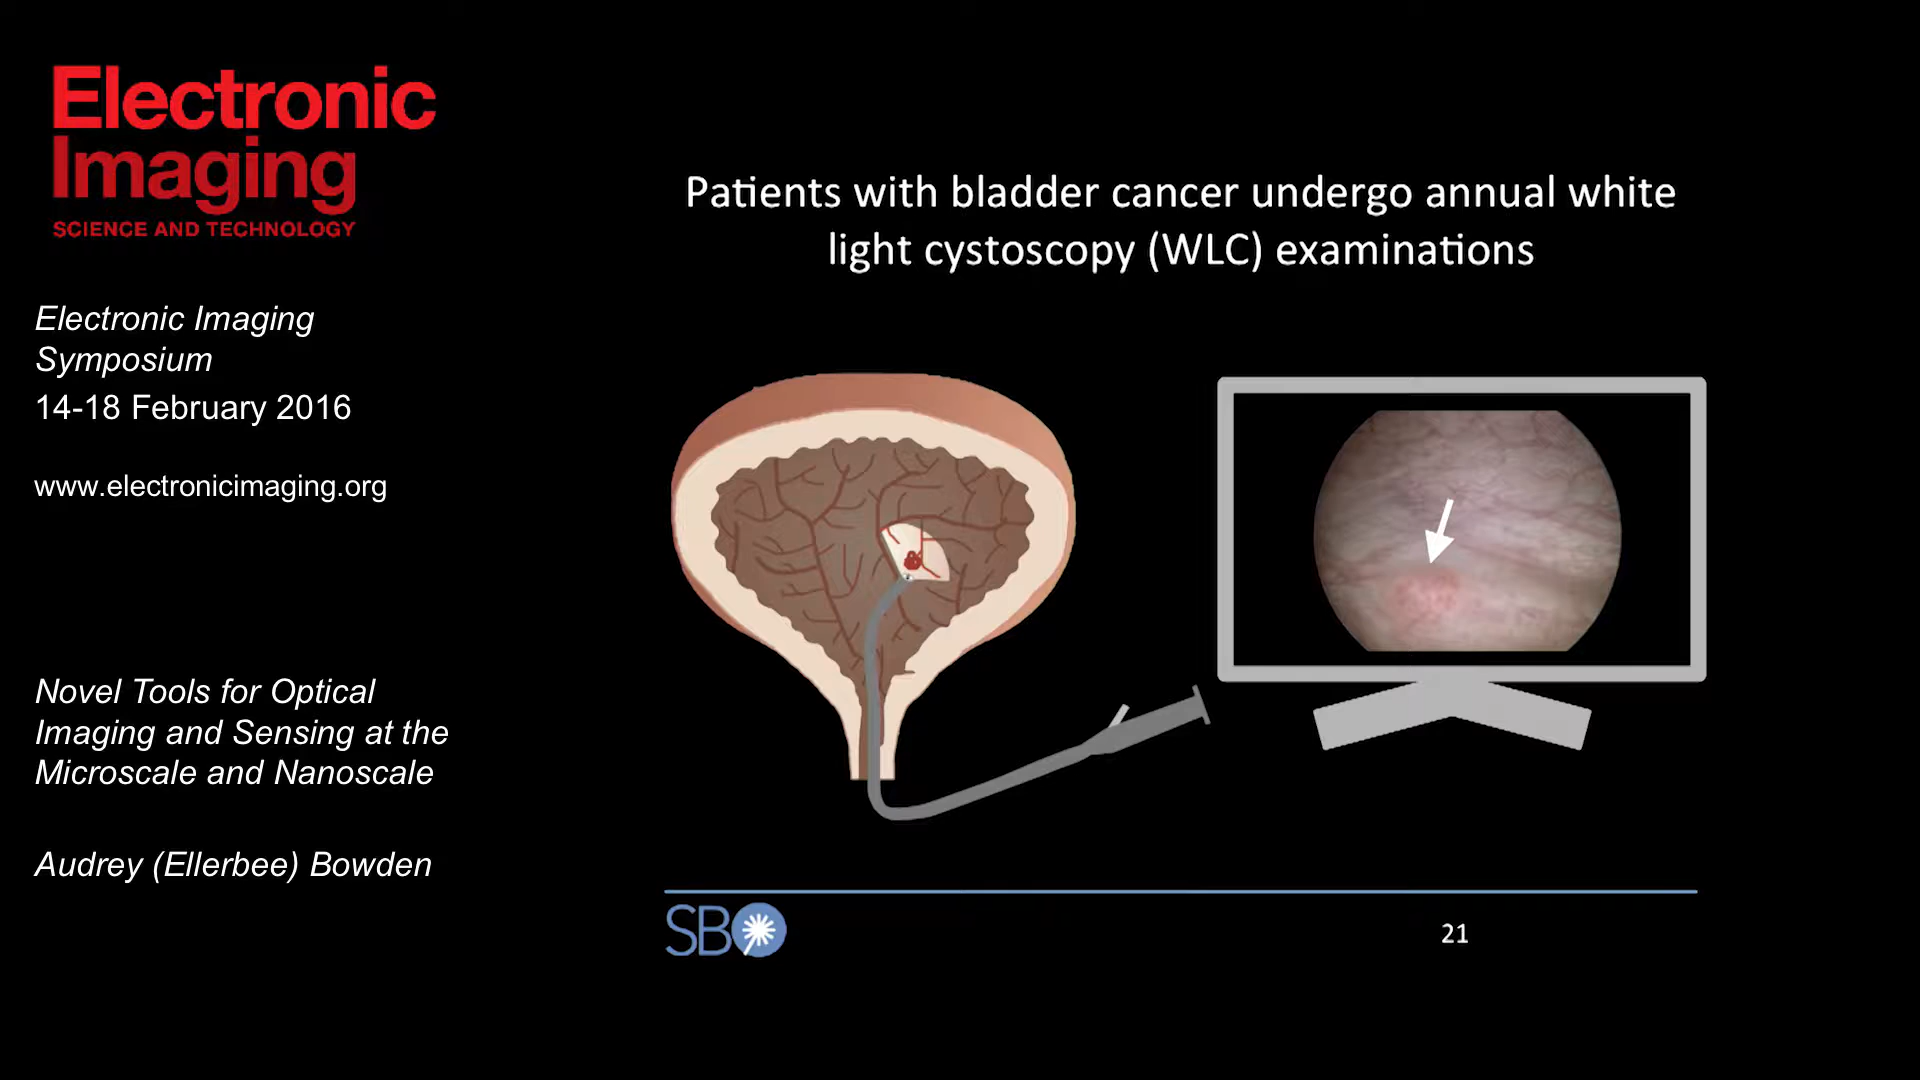 Electronic
Imaging
SCIENCE AND TECHNOLOGY
Electronic Imaging
Symposium
14-18 February 2016
www.electronicimaging.org
Novel Tools for Optical
Imaging and Sensing at the
Microscale and Nanoscale
Audrey (Ellerbee) Bowden
Patients with bladder cancer undergo annual white
light cystoscopy (WLC) examinations
SBO
21